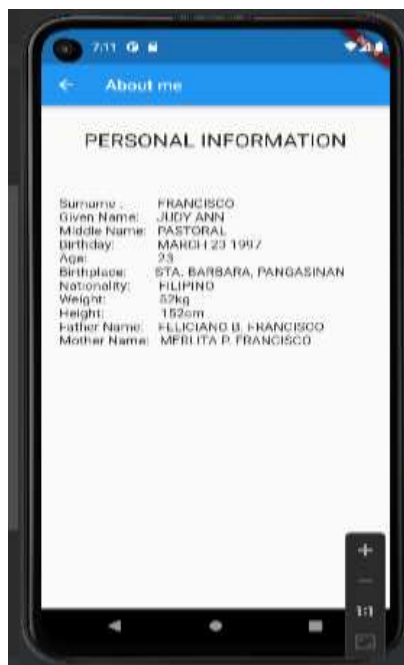 7:11
About me
PERSONAL INFORMATION
Surname : FRANCISCO
Given Name: JUDY ANN
Middle Name: PASTORAL
Birthday: MARCH 23 1997
Age: 23
Birthplace: STA. BARBARA, PANGASINAN
Nationality: FILIPINO
Weight: 52kg
Height: 152cm
Father Name: FELICIANO B. FRANCISCO
Mother Name: MERLITA P. FRANCISCO
1:1